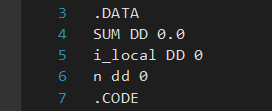 3 .DATA
4 SUM DD 0.0
5 i_local DD 0
6 n dd 0
7 .CODE